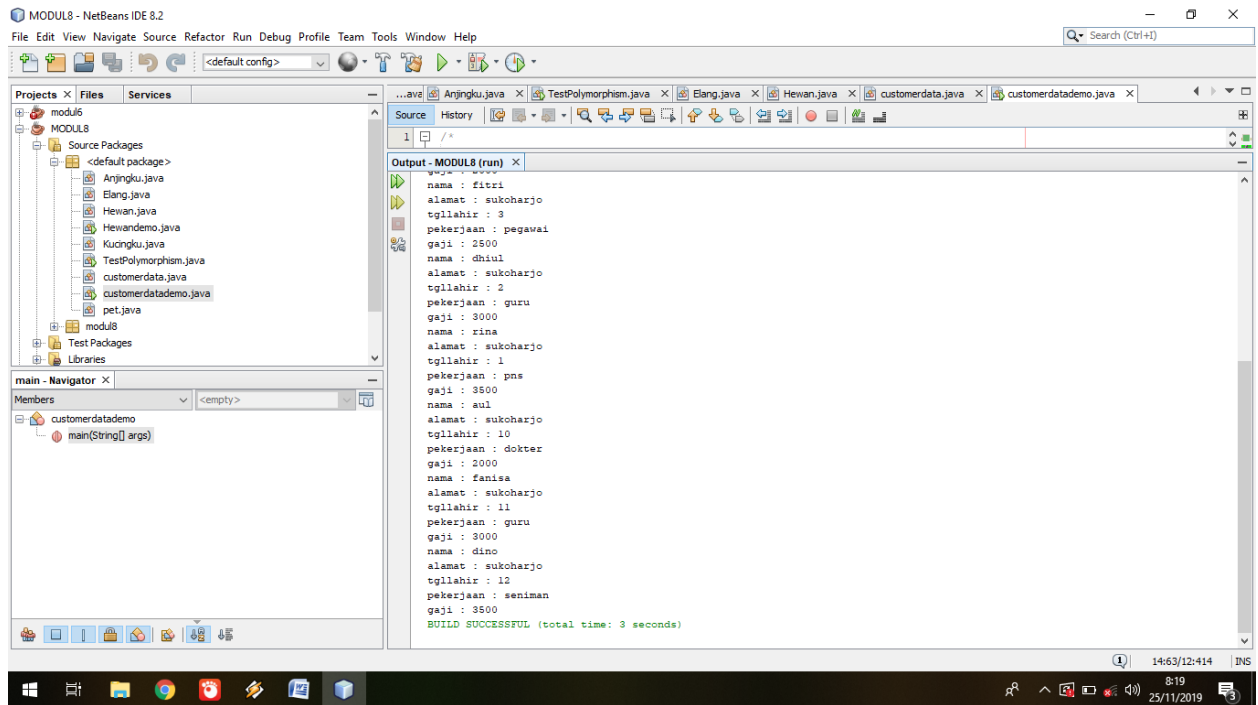 MODUL8 - NetBeans IDE 8.2
File Edit View Navigate Source Refactor Run Debug Profile Team Tools Window Help
Search (Ctrl+I)
<default config>
Projects Files Services
modul6
MODUL8
Source Packages
<default package>
Anjingku.java
Elang.java
Hewan.java
Hewandemo.java
Kucingku.java
TestPolymorphism.java
customerdata.java
customerdatademo.java
pet.java
modul8
Test Packages
Libraries
main - Navigator
Members <empty>
customerdatademo
main(String[] args)
...ava Anjingku.java TestPolymorphism.java Elang.java Hewan.java customerdata.java customerdatademo.java
Source History
1 /*
Output - MODUL8 (run)
gaji : 2000
nama : fitri
alamat : sukoharjo
tgllahir : 3
pekerjaan : pegawai
gaji : 2500
nama : dhiul
alamat : sukoharjo
tgllahir : 2
pekerjaan : guru
gaji : 3000
nama : rina
alamat : sukoharjo
tgllahir : 1
pekerjaan : pns
gaji : 3500
nama : aul
alamat : sukoharjo
tgllahir : 10
pekerjaan : dokter
gaji : 2000
nama : fanisa
alamat : sukoharjo
tgllahir : 11
pekerjaan : guru
gaji : 3000
nama : dino
alamat : sukoharjo
tgllahir : 12
pekerjaan : seniman
gaji : 3500
BUILD SUCCESSFUL (total time: 3 seconds)
1 14:63/12:414 INS
8:19
25/11/2019
3